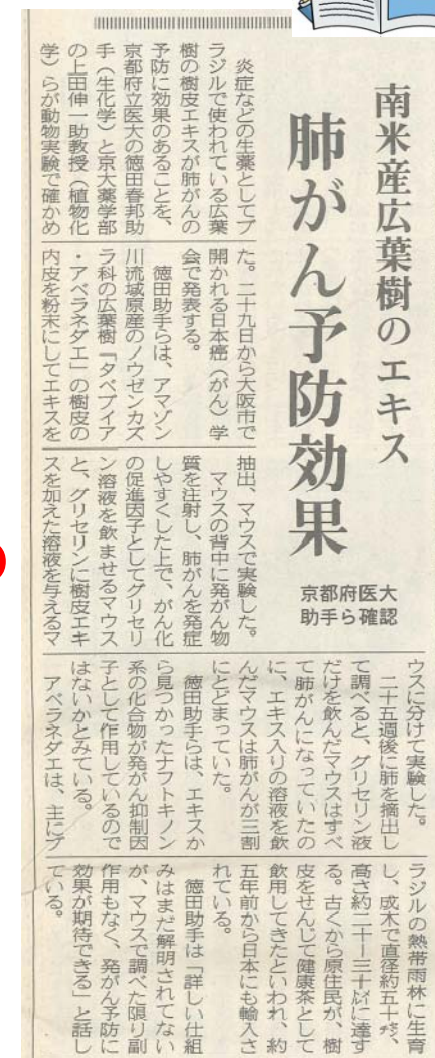 南米産広葉樹のエキス
肺がん予防効果
京都府医大
助手ら確認
炎症などの生薬としてブ
ラジルで使われている広葉
樹の樹皮エキスが肺がんの
予防に効果のあることを、
京都府立医大の徳田春邦助
手（生化学）と京大薬学部
の上田伸一助教授（植物化
学）らが動物実験で確かめ
た。二十九日から大阪市で
開かれる日本癌（がん）学
会で発表する。
徳田助手らは、アマゾン
川流域原産のノウゼンカズ
ラ科の広葉樹「タベブイア
・アベラネダエ」の樹皮の
内皮を粉末にしてエキスを
抽出、マウスで実験した。
マウスの背中に発がん物
質を注射し、肺がんを発症
しやすくした上で、がん化
の促進因子としてグリセリ
ン溶液を飲ませるマウス
と、グリセリンに樹皮エキ
スを加えた溶液を与えるマ
ウスに分けて実験した。
二十五週後に肺を摘出し
て調べると、グリセリン液
だけを飲んだマウスはすべ
て肺がんになっていたの
に、エキス入りの溶液を飲
んだマウスは肺がんが三割
にとどまっていた。
徳田助手らは、エキスか
ら見つかったナフトキノン
系の化合物が発がん抑制因
子として作用しているので
はないかとみている。
アベラネダエは、主にブ
ラジルの熱帯雨林に生育
し、成木で直径約五十㌢、
高さ約二十－三十㍍に達す
る。古くから原住民が、樹
皮をせんじて健康茶として
飲用してきたといわれ、約
五年前から日本にも輸入さ
れている。
徳田助手は「詳しい仕組
みはまだ解明されてない
が、マウスで調べた限り副
作用もなく、発がん予防に
効果が期待できる」と話し
ている。